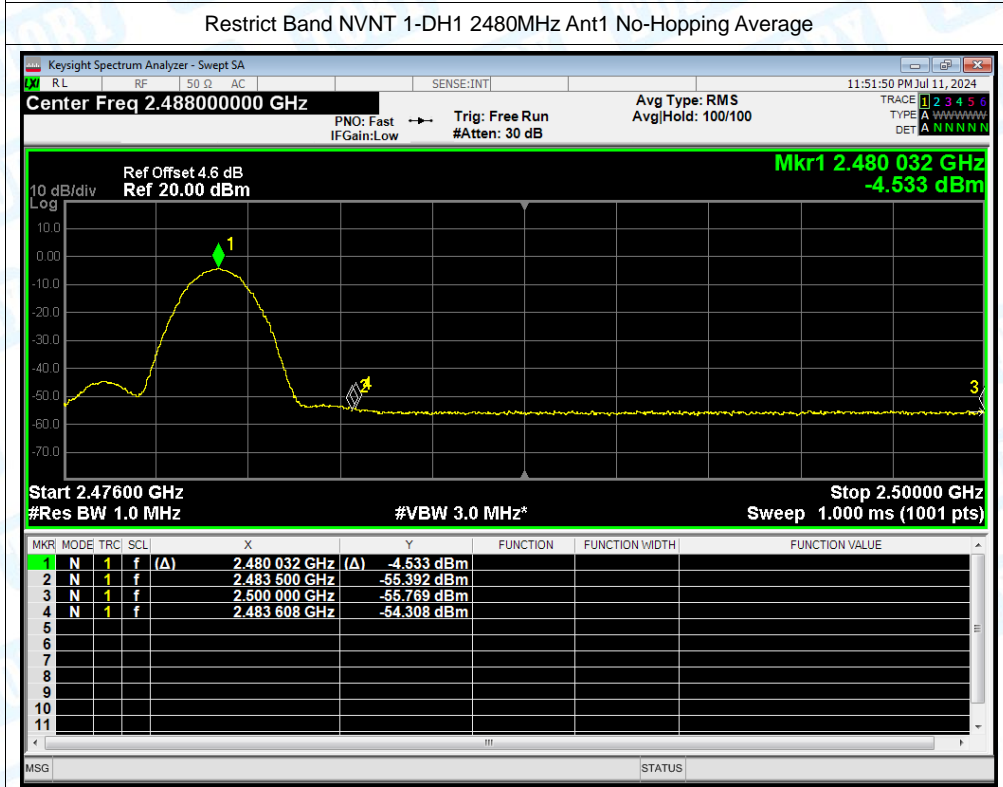 Restrict Band NVNT 1-DH1 2480MHz Ant1 No-Hopping Average
Keysight Spectrum Analyzer - Swept SA
LXI RL RF 50 Ω AC SENSE:INT 11:51:50 PM Jul 11, 2024
Center Freq 2.488000000 GHz
PNO: Fast
IFGain:Low
Trig: Free Run
#Atten: 30 dB
Avg Type: RMS
Avg|Hold: 100/100
TRACE 1 2 3 4 5 6
TYPE A WWWWW
DET A N N N N N
Mkr1 2.480 032 GHz
-4.533 dBm
Ref Offset 4.6 dB
10 dB/div Ref 20.00 dBm
Log
10.0
0.00
-10.0
-20.0
-30.0
-40.0
-50.0
-60.0
-70.0
1
2
4
3
Start 2.47600 GHz Stop 2.50000 GHz
#Res BW 1.0 MHz #VBW 3.0 MHz* Sweep 1.000 ms (1001 pts)
MKR MODE TRC SCL X Y FUNCTION FUNCTION WIDTH FUNCTION VALUE
1 N 1 f (Δ) 2.480 032 GHz (Δ) -4.533 dBm
2 N 1 f 2.483 500 GHz -55.392 dBm
3 N 1 f 2.500 000 GHz -55.769 dBm
4 N 1 f 2.483 608 GHz -54.308 dBm
5
6
7
8
9
10
11
MSG STATUS